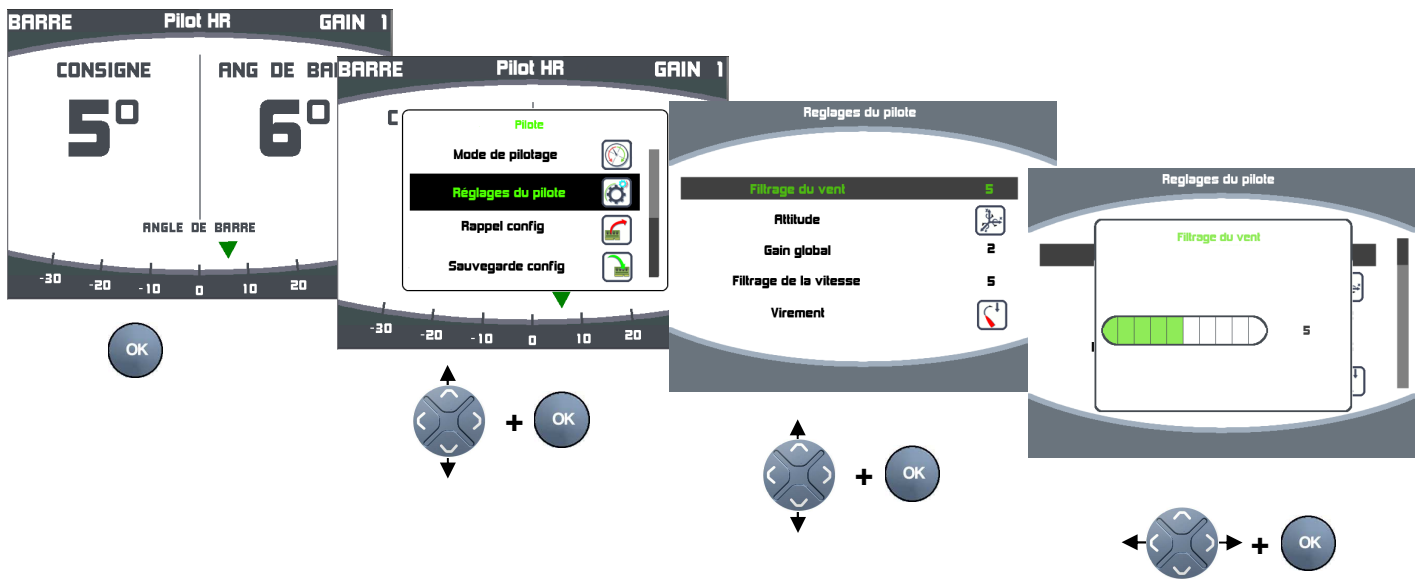 BARRE Pilot HR GAIN 1
CONSIGNE ANG DE BA
5° 6°
ANGLE DE BARRE
-30 -20 -10 0 10 20
OK
BARRE Pilot HR GAIN 1
C
Pilote
Mode de pilotage
Réglages du pilote
Rappel config
Sauvegarde config
-30 -20 -10 0 10 20
+ OK
Reglages du pilote
Filtrage du vent 5
Attitude
Gain global 2
Filtrage de la vitesse 5
Virement
+ OK
Reglages du pilote
Filtrage du vent
5
+ OK